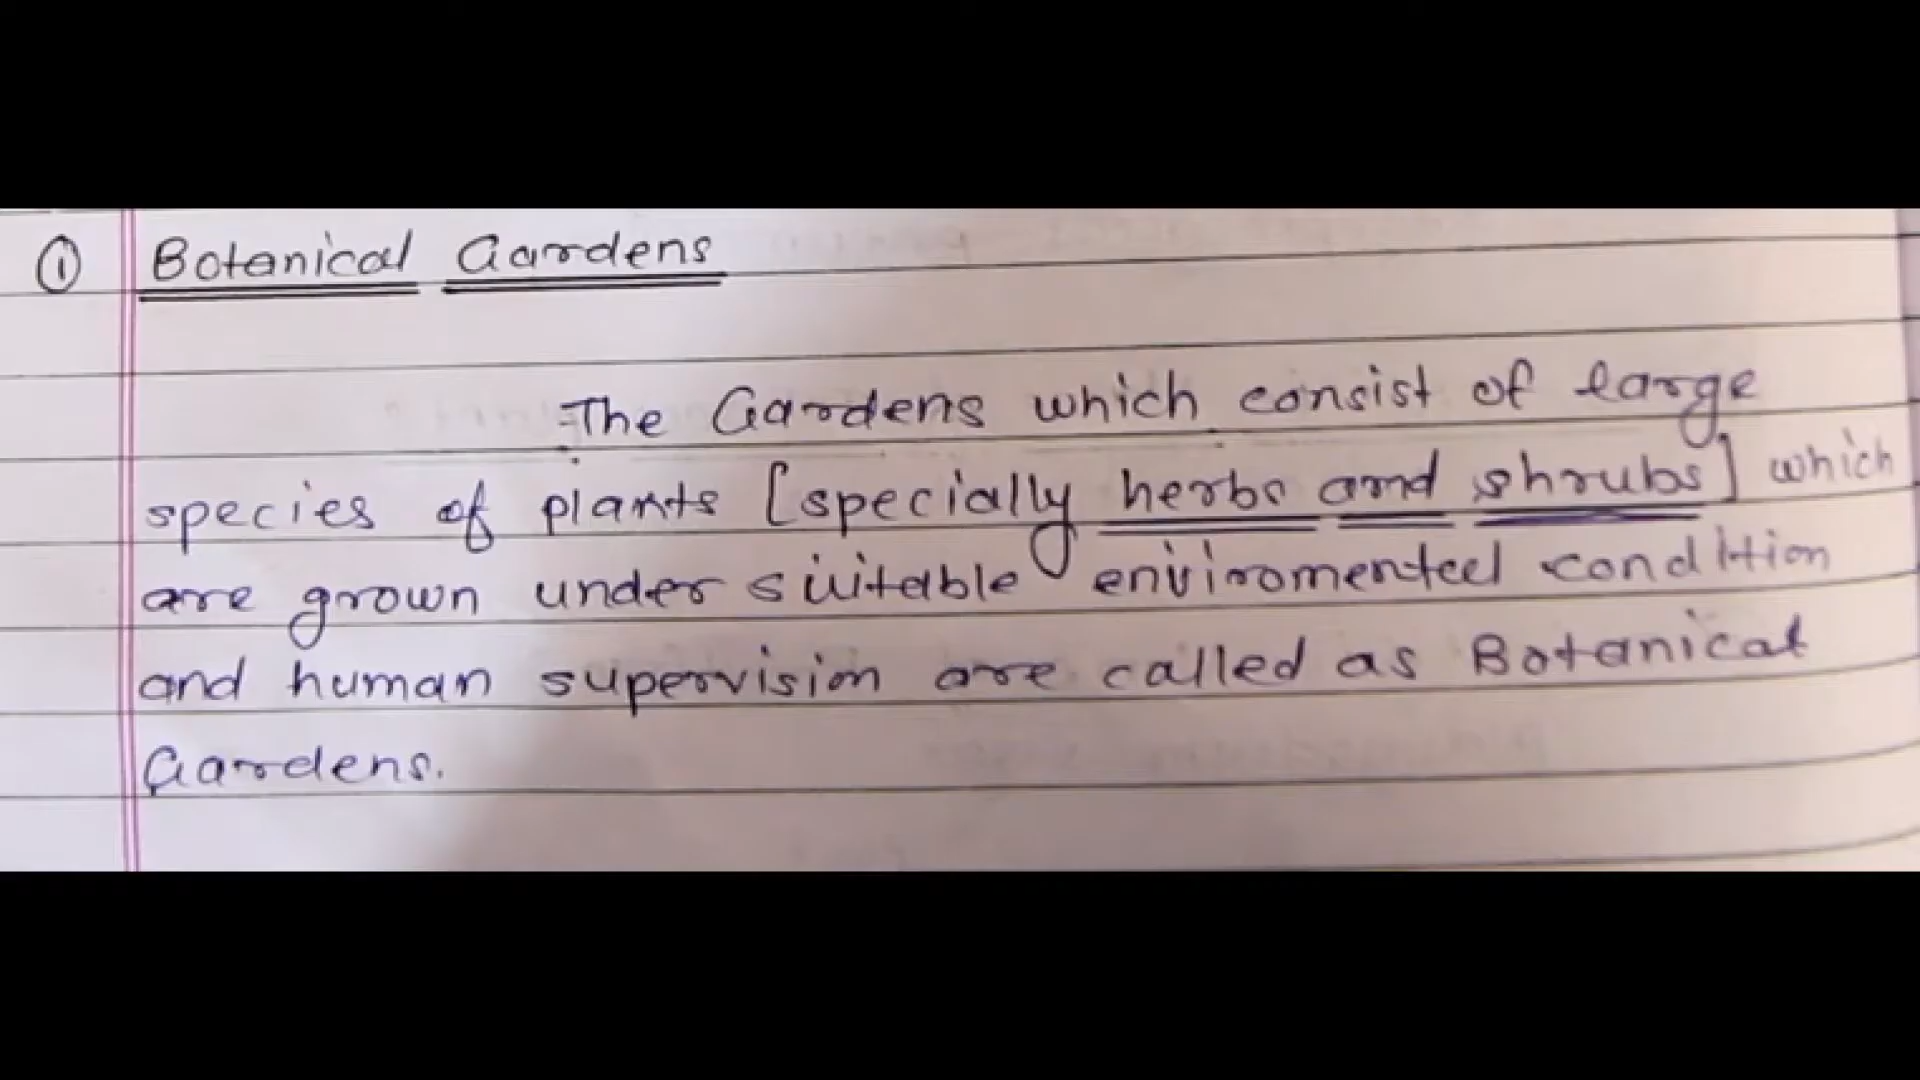 ① Botanical Gardens
The Gardens which consist of large
species of plants [specially herbs and shrubs] which
are grown under suitable enviromental condition
and human supervision are called as Botanical
Gardens.